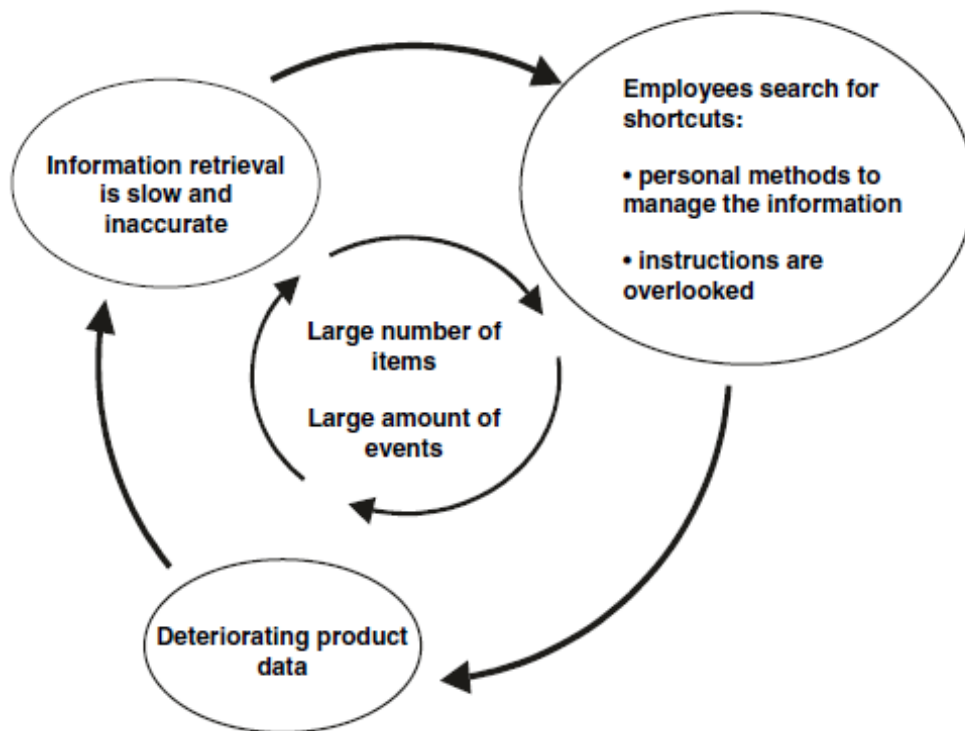 Information retrieval
is slow and
inaccurate
Employees search for
shortcuts:
• personal methods to
manage the information
• instructions are
overlooked
Large number of
items
Large amount of
events
Deteriorating product
data